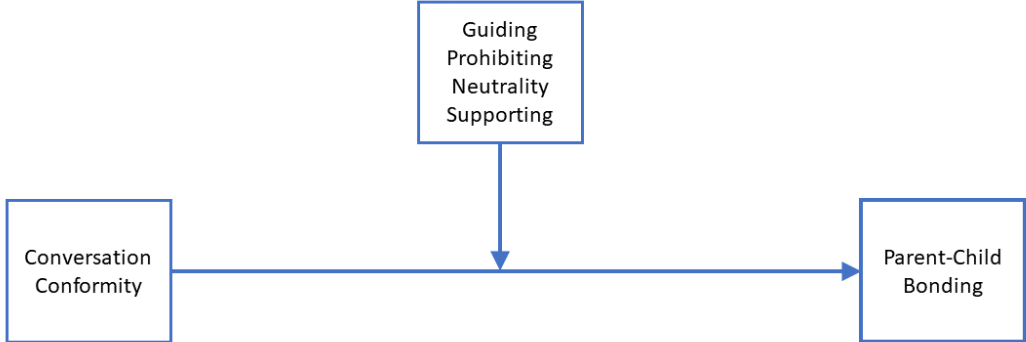 Guiding
Prohibiting
Neutrality
Supporting
Conversation
Conformity
Parent-Child
Bonding